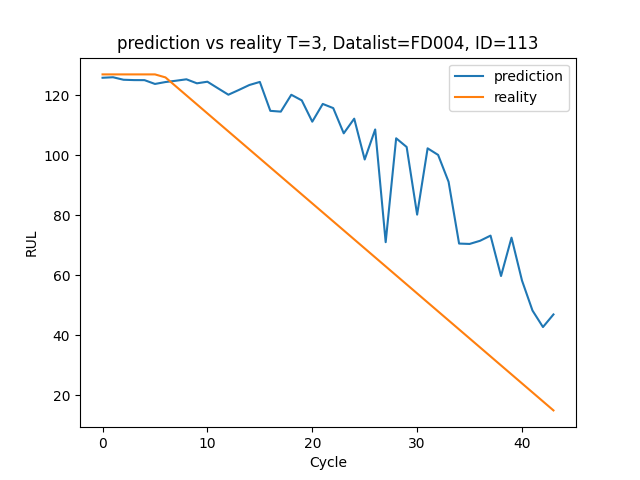 prediction vs reality T=3, Datalist=FD004, ID=113
prediction
reality
120
100
80
60
40
20
RUL
0 10 20 30 40
Cycle